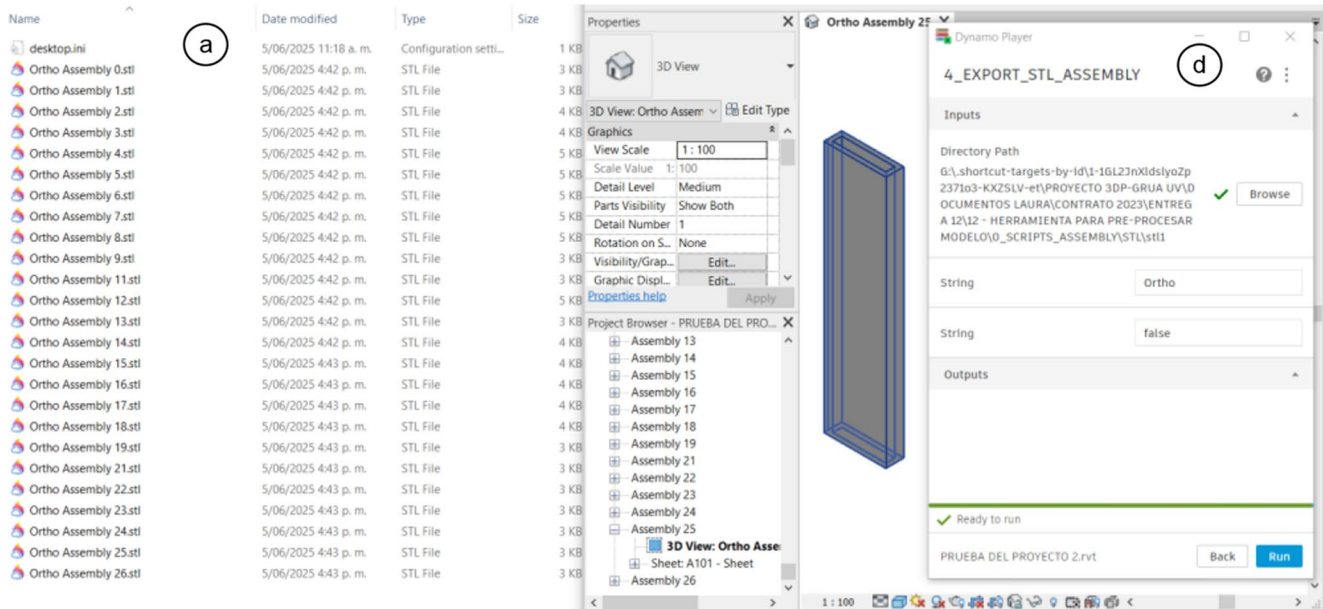 Name Date modified Type Size
a
desktop.ini 5/06/2025 11:18 a. m. Configuration setti... 1 KB
Ortho Assembly 0.stl 5/06/2025 4:42 p. m. STL File 3 KB
Ortho Assembly 1.stl 5/06/2025 4:42 p. m. STL File 3 KB
Ortho Assembly 2.stl 5/06/2025 4:42 p. m. STL File 4 KB
Ortho Assembly 3.stl 5/06/2025 4:42 p. m. STL File 4 KB
Ortho Assembly 4.stl 5/06/2025 4:42 p. m. STL File 5 KB
Ortho Assembly 5.stl 5/06/2025 4:42 p. m. STL File 5 KB
Ortho Assembly 6.stl 5/06/2025 4:42 p. m. STL File 5 KB
Ortho Assembly 7.stl 5/06/2025 4:42 p. m. STL File 5 KB
Ortho Assembly 8.stl 5/06/2025 4:42 p. m. STL File 5 KB
Ortho Assembly 9.stl 5/06/2025 4:42 p. m. STL File 3 KB
Ortho Assembly 11.stl 5/06/2025 4:42 p. m. STL File 3 KB
Ortho Assembly 12.stl 5/06/2025 4:42 p. m. STL File 5 KB
Ortho Assembly 13.stl 5/06/2025 4:42 p. m. STL File 3 KB
Ortho Assembly 14.stl 5/06/2025 4:42 p. m. STL File 4 KB
Ortho Assembly 15.stl 5/06/2025 4:43 p. m. STL File 4 KB
Ortho Assembly 16.stl 5/06/2025 4:43 p. m. STL File 4 KB
Ortho Assembly 17.stl 5/06/2025 4:43 p. m. STL File 4 KB
Ortho Assembly 18.stl 5/06/2025 4:43 p. m. STL File 4 KB
Ortho Assembly 19.stl 5/06/2025 4:43 p. m. STL File 3 KB
Ortho Assembly 21.stl 5/06/2025 4:43 p. m. STL File 3 KB
Ortho Assembly 22.stl 5/06/2025 4:43 p. m. STL File 3 KB
Ortho Assembly 23.stl 5/06/2025 4:43 p. m. STL File 3 KB
Ortho Assembly 24.stl 5/06/2025 4:43 p. m. STL File 3 KB
Ortho Assembly 25.stl 5/06/2025 4:43 p. m. STL File 3 KB
Ortho Assembly 26.stl 5/06/2025 4:43 p. m. STL File 3 KB
Properties
3D View
3D View: Ortho Assem Edit Type
Graphics
View Scale 1 : 100
Scale Value 1: 100
Detail Level Medium
Parts Visibility Show Both
Detail Number 1
Rotation on S... None
Visibility/Grap... Edit...
Graphic Displ... Edit...
Properties help Apply
Project Browser - PRUEBA DEL PRO...
Assembly 13
Assembly 14
Assembly 15
Assembly 16
Assembly 17
Assembly 18
Assembly 19
Assembly 21
Assembly 22
Assembly 23
Assembly 24
Assembly 25
3D View: Ortho Asse
Sheet: A101 - Sheet
Assembly 26
Ortho Assembly 25
1 : 100
Dynamo Player
4_EXPORT_STL_ASSEMBLY
d
Inputs
Directory Path
G:\.shortcut-targets-by-id\1-1GL2JnXldslyoZp
2371o3-KXZSLV-et\PROYECTO 3DP-GRUA UV\D
OCUMENTOS LAURA\CONTRATO 2023\ENTREG
A 12\12 - HERRAMIENTA PARA PRE-PROCESAR
MODELO\0_SCRIPTS_ASSEMBLY\STL\stl1
Browse
String Ortho
String false
Outputs
Ready to run
PRUEBA DEL PROYECTO 2.rvt Back Run